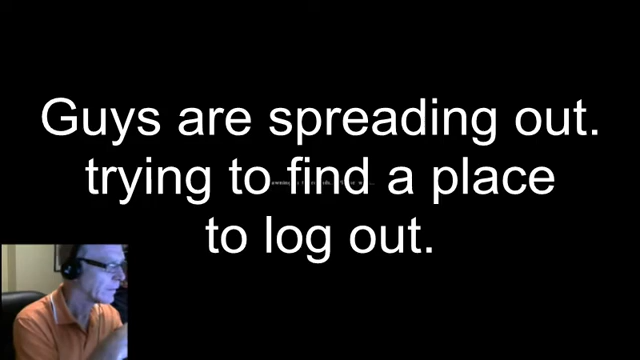 Guys are spreading out.
trying to find a place
to log out.